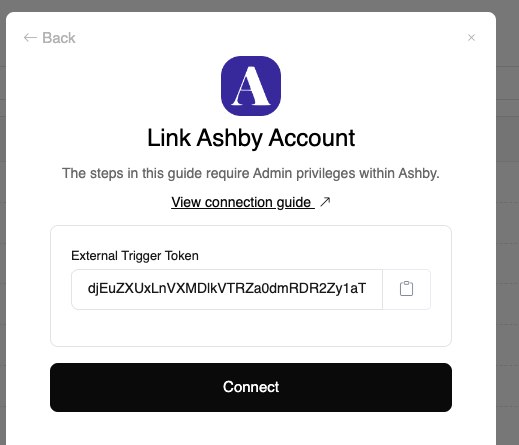 ← Back
×
A
Link Ashby Account
The steps in this guide require Admin privileges within Ashby.
View connection guide ↗
External Trigger Token
djEuZXUxLnVXMDlkVTRZa0dmRDR2Zy1aT
Connect